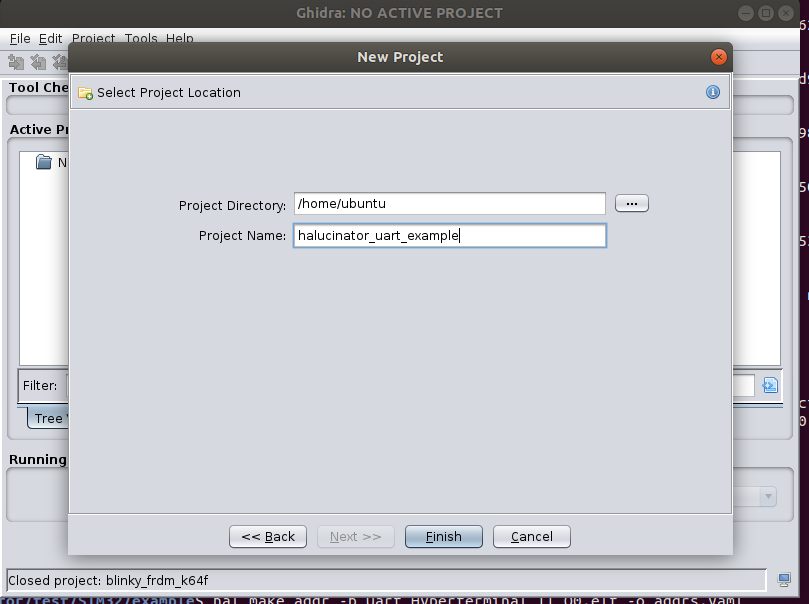 Ghidra: NO ACTIVE PROJECT
File Edit Project Tools Help
New Project
Tool Che
Select Project Location
Active Pr
N
Project Directory: /home/ubuntu ...
Project Name: halucinator_uart_example
Filter:
Tree
Running
<< Back Next >> Finish Cancel
Closed project: blinky_frdm_k64f